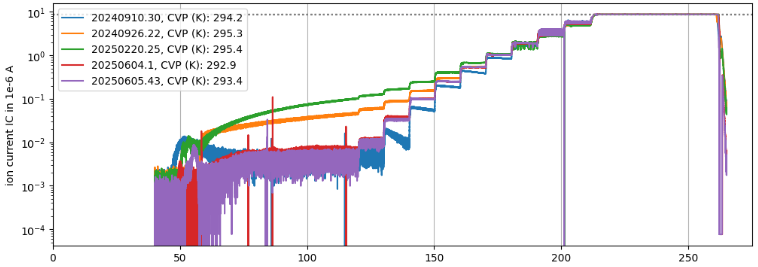 10¹
10⁰
10⁻¹
10⁻²
10⁻³
10⁻⁴
ion current IC in 1e-6 A
20240910.30, CVP (K): 294.2
20240926.22, CVP (K): 295.3
20250220.25, CVP (K): 295.4
20250604.1, CVP (K): 292.9
20250605.43, CVP (K): 293.4
0 50 100 150 200 250